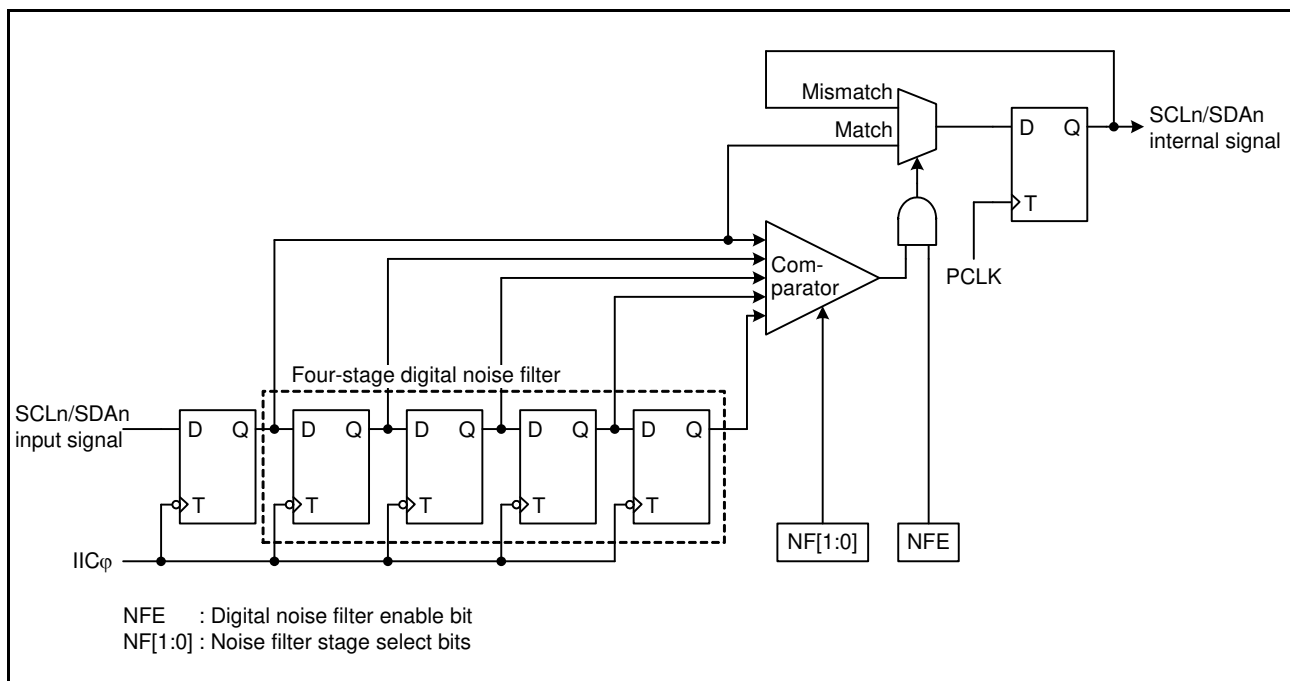 Mismatch
Match
D Q
T
SCLn/SDAn
internal signal
PCLK
Com-
parator
Four-stage digital noise filter
SCLn/SDAn
input signal
D Q
T
D Q
T
D Q
T
D Q
T
D Q
T
NF[1:0]
NFE
IICφ
NFE : Digital noise filter enable bit
NF[1:0] : Noise filter stage select bits